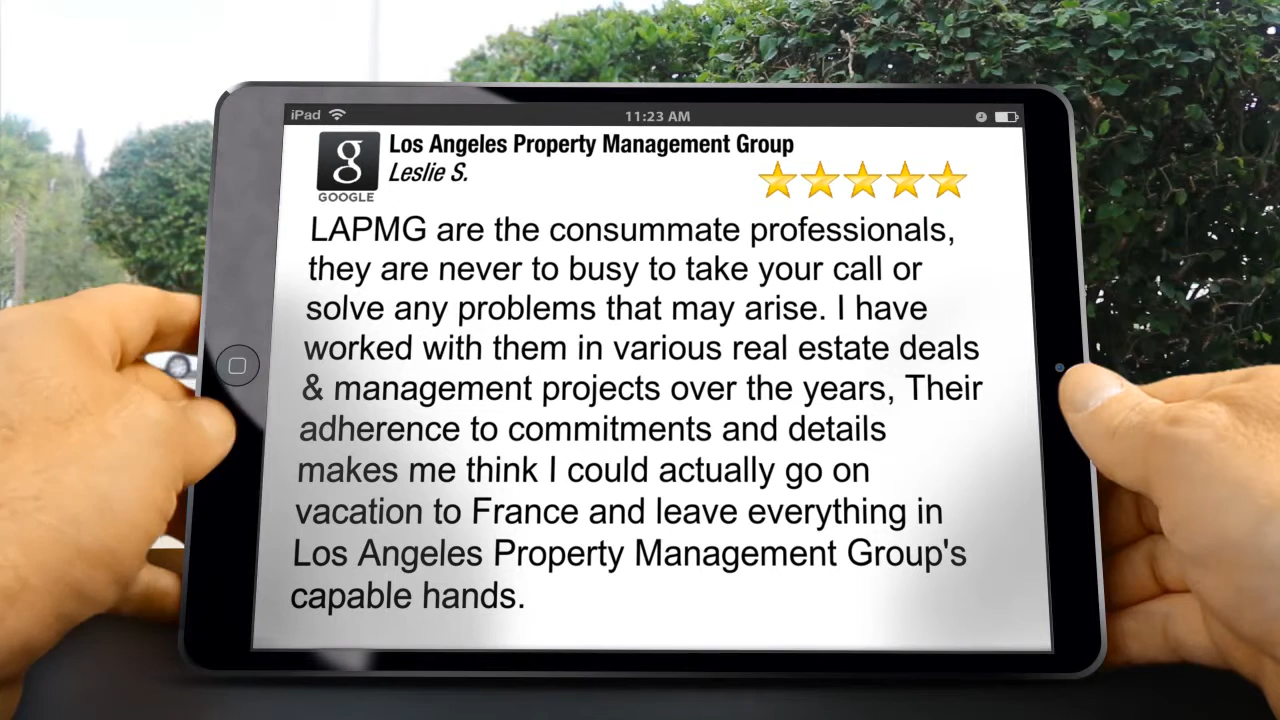 iPad 11:23 AM
g
Los Angeles Property Management Group
Leslie S.
GOOGLE
LAPMG are the consummate professionals,
they are never to busy to take your call or
solve any problems that may arise. I have
worked with them in various real estate deals
& management projects over the years, Their
adherence to commitments and details
makes me think I could actually go on
vacation to France and leave everything in
Los Angeles Property Management Group's
capable hands.